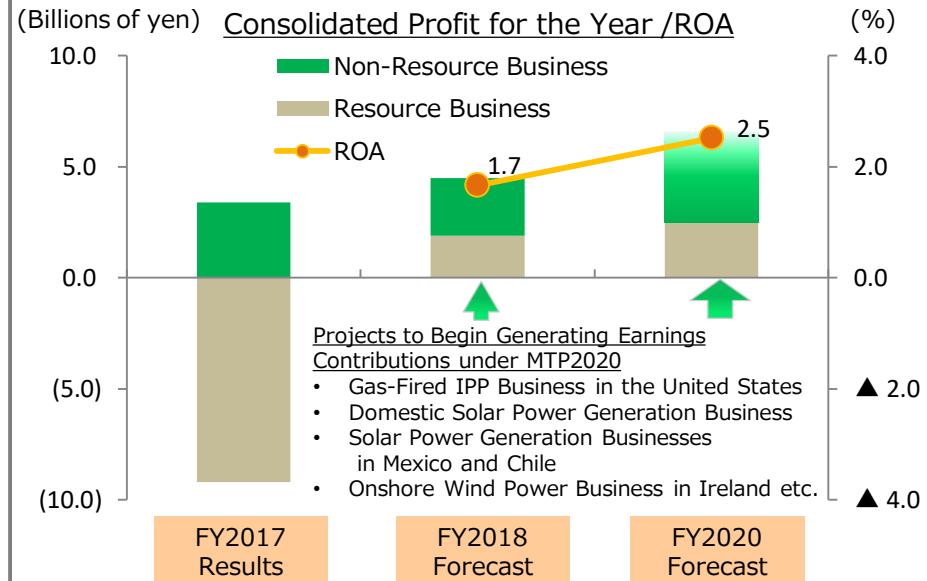 (Billions of yen)
Consolidated Profit for the Year /ROA
(%)
10.0
4.0
Non-Resource Business
Resource Business
ROA
1.7
2.5
5.0
2.0
0.0
0.0
Projects to Begin Generating Earnings
Contributions under MTP2020
• Gas-Fired IPP Business in the United States
• Domestic Solar Power Generation Business
• Solar Power Generation Businesses
in Mexico and Chile
• Onshore Wind Power Business in Ireland etc.
(5.0)
▲ 2.0
(10.0)
▲ 4.0
FY2017
Results
FY2018
Forecast
FY2020
Forecast